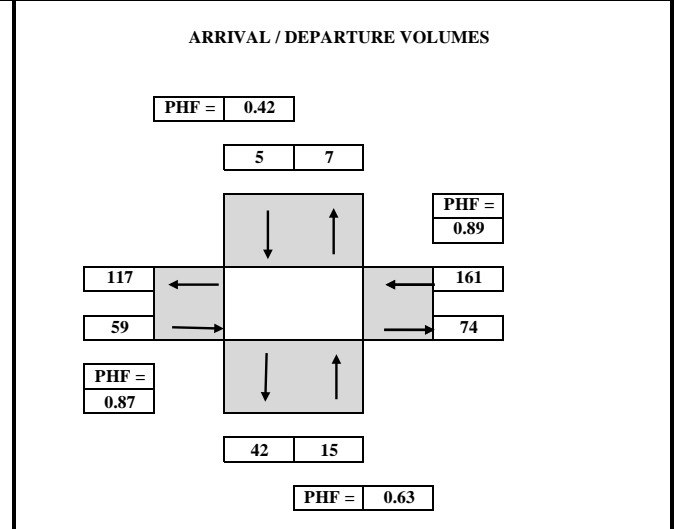 ARRIVAL / DEPARTURE VOLUMES
PHF = 0.42
5 7
PHF =
0.89
117 161
59 74
PHF =
0.87
42 15
PHF = 0.63